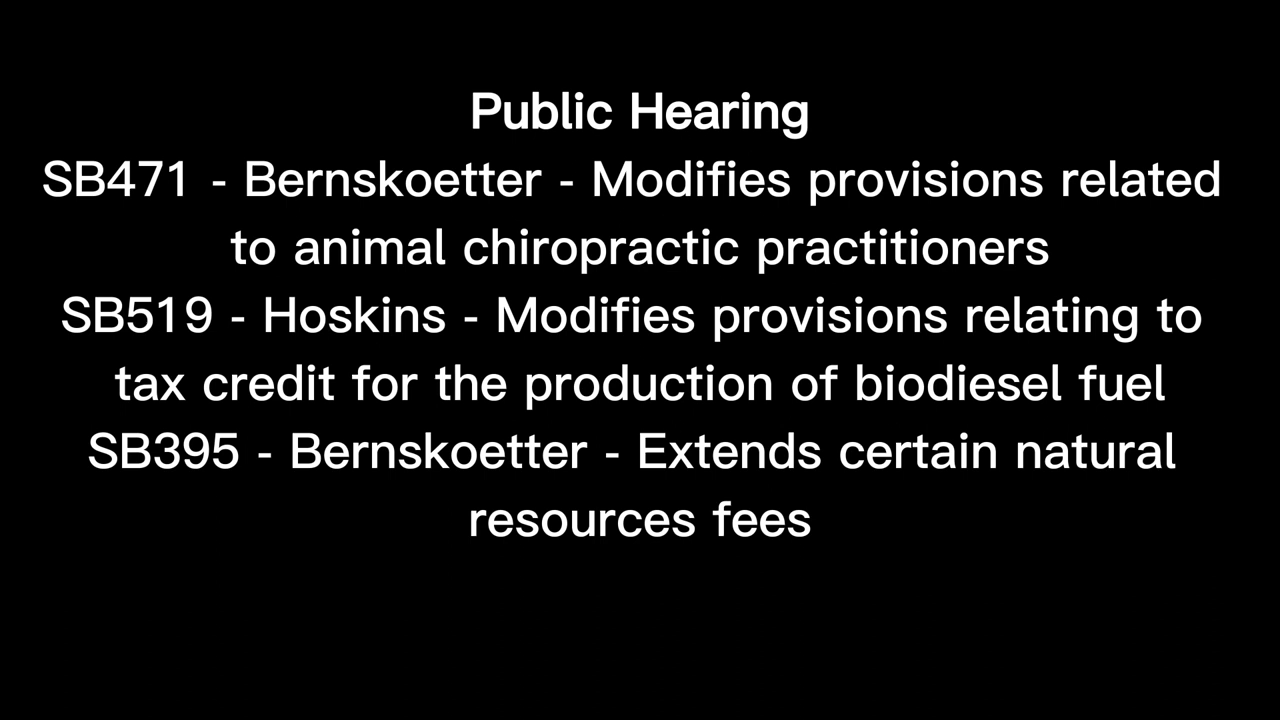 Public Hearing
SB471 - Bernskoetter - Modifies provisions related
to animal chiropractic practitioners
SB519 - Hoskins - Modifies provisions relating to
tax credit for the production of biodiesel fuel
SB395 - Bernskoetter - Extends certain natural
resources fees